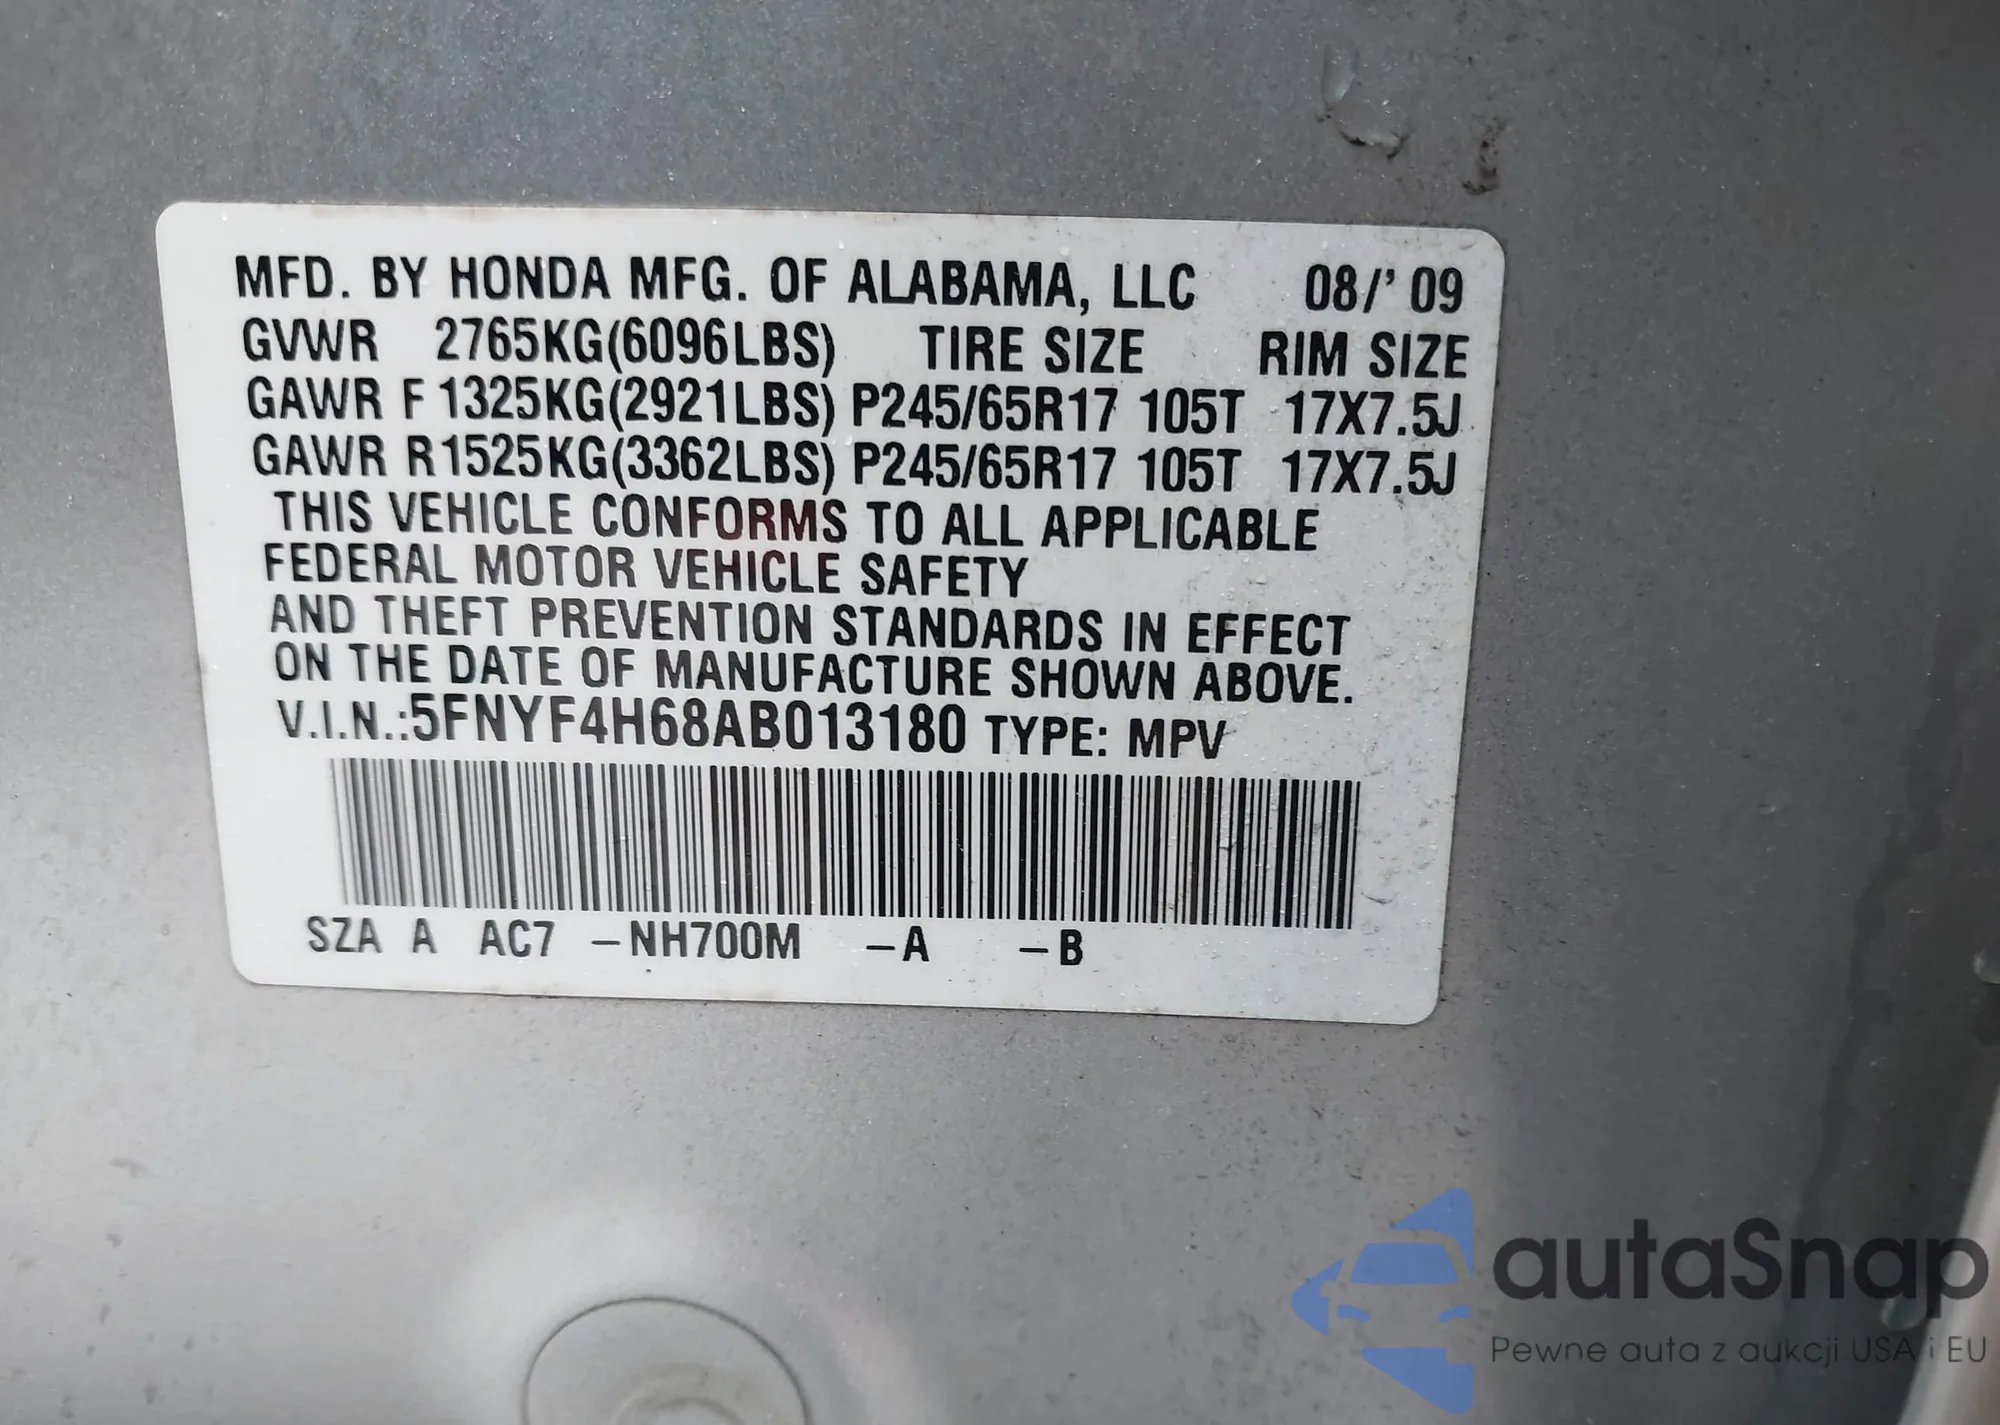 MFD. BY HONDA MFG. OF ALABAMA, LLC 08/'09
GVWR 2765KG(6096LBS) TIRE SIZE RIM SIZE
GAWR F 1325KG(2921LBS) P245/65R17 105T 17X7.5J
GAWR R 1525KG(3362LBS) P245/65R17 105T 17X7.5J
THIS VEHICLE CONFORMS TO ALL APPLICABLE
FEDERAL MOTOR VEHICLE SAFETY
AND THEFT PREVENTION STANDARDS IN EFFECT
ON THE DATE OF MANUFACTURE SHOWN ABOVE.
V.I.N.:5FNYF4H68AB013180 TYPE: MPV
SZA A AC7 -NH700M -A -B
autaSnap
Pewne auta z aukcji USA i EU